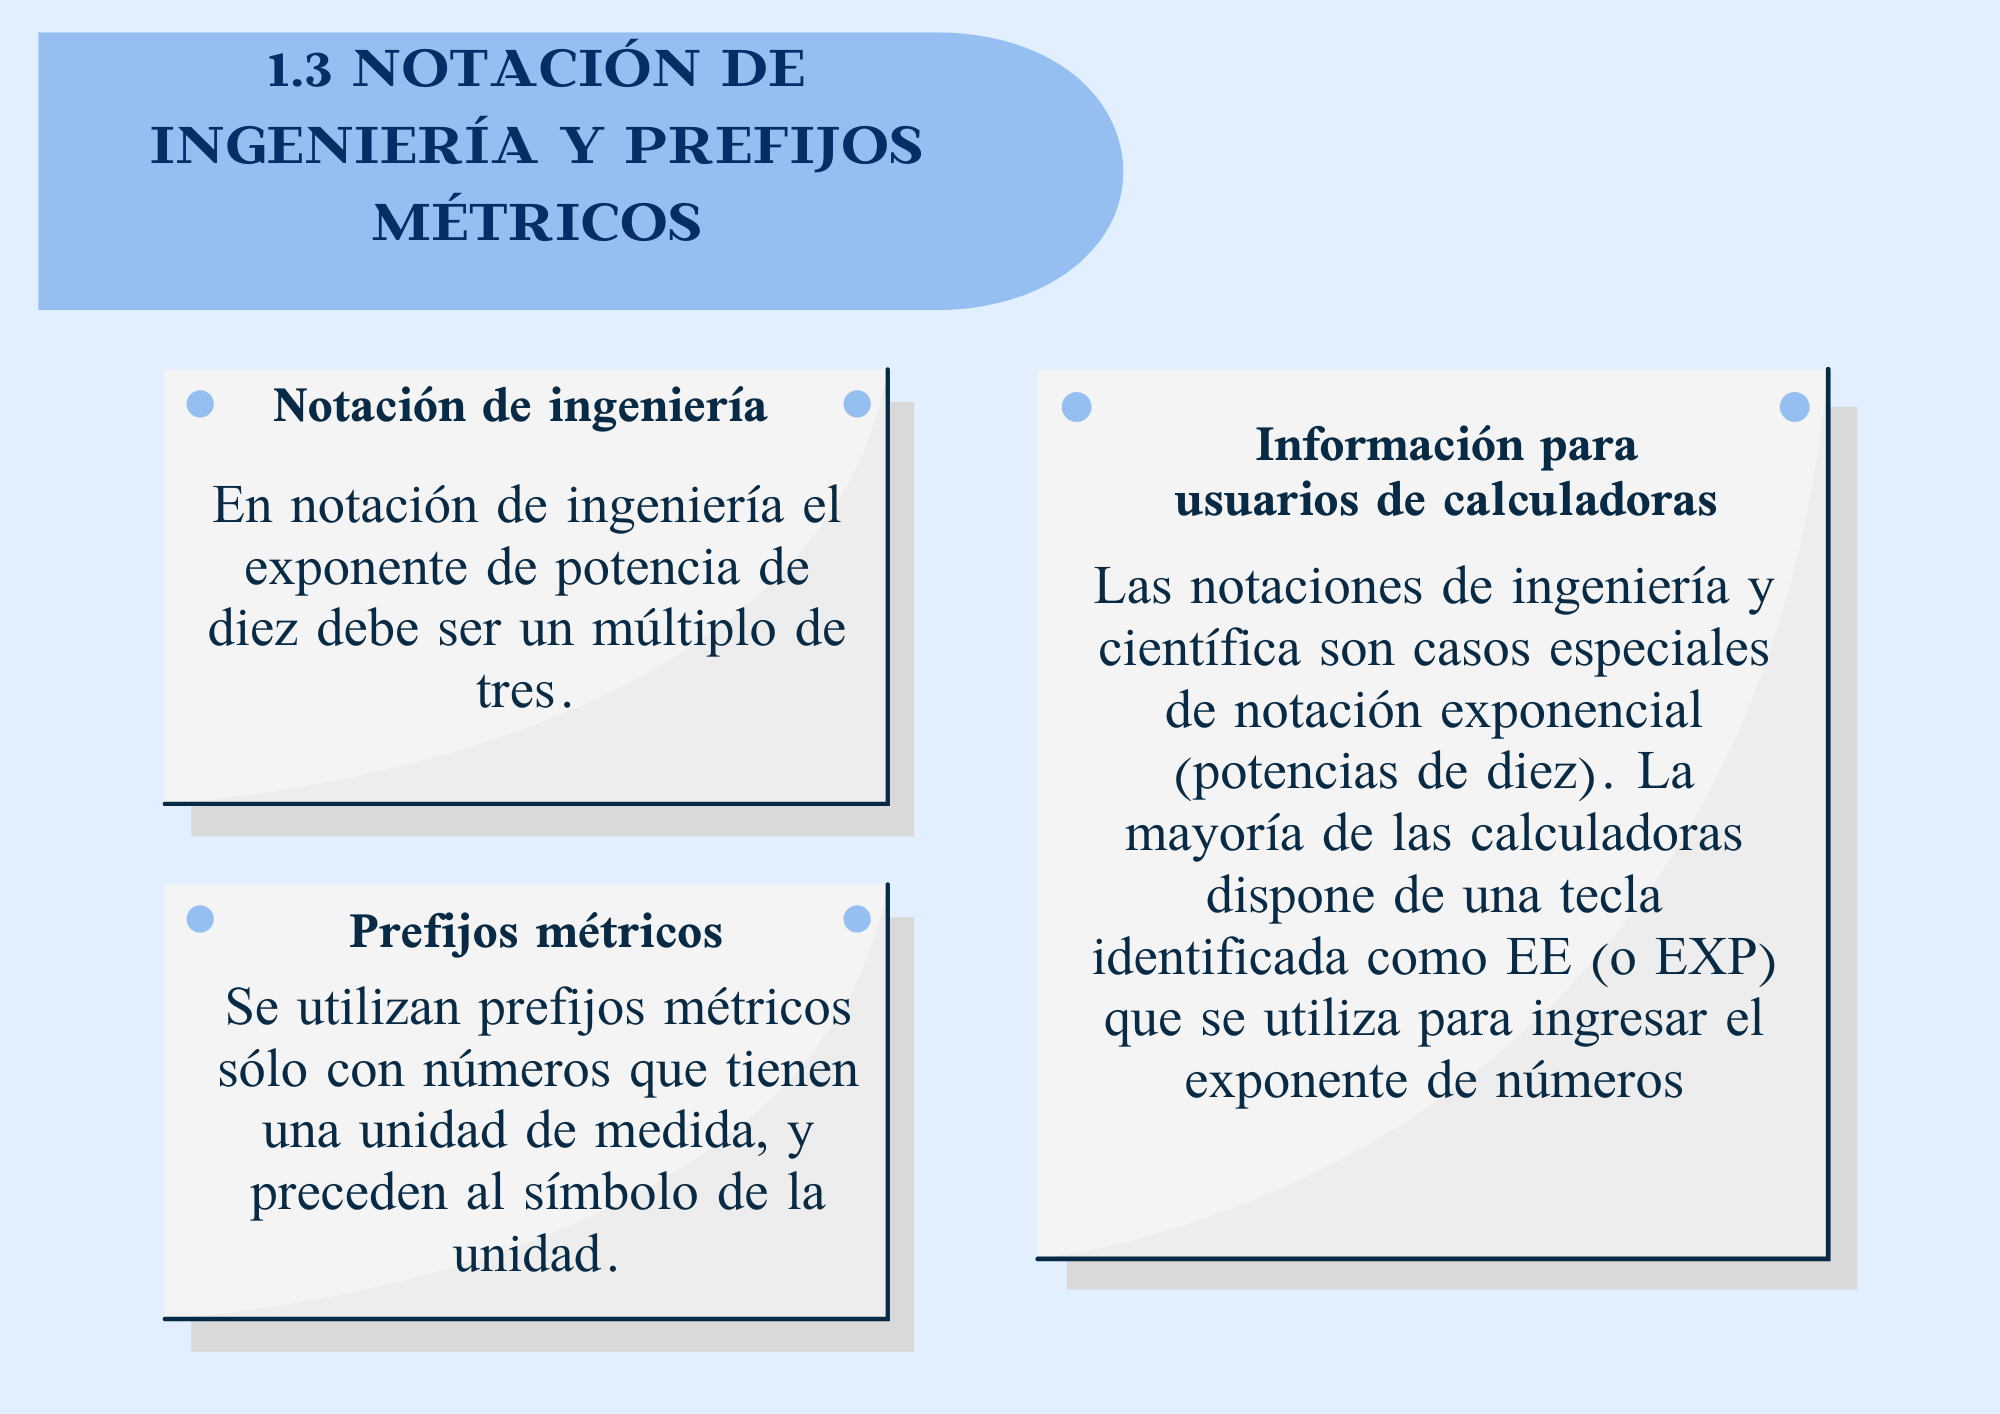 1.3 NOTACIÓN DE
INGENIERÍA Y PREFIJOS
MÉTRICOS
Notación de ingeniería
En notación de ingeniería el
exponente de potencia de
diez debe ser un múltiplo de
tres.
Prefijos métricos
Se utilizan prefijos métricos
sólo con números que tienen
una unidad de medida, y
preceden al símbolo de la
unidad.
Información para
usuarios de calculadoras
Las notaciones de ingeniería y
científica son casos especiales
de notación exponencial
(potencias de diez). La
mayoría de las calculadoras
dispone de una tecla
identificada como EE (o EXP)
que se utiliza para ingresar el
exponente de números